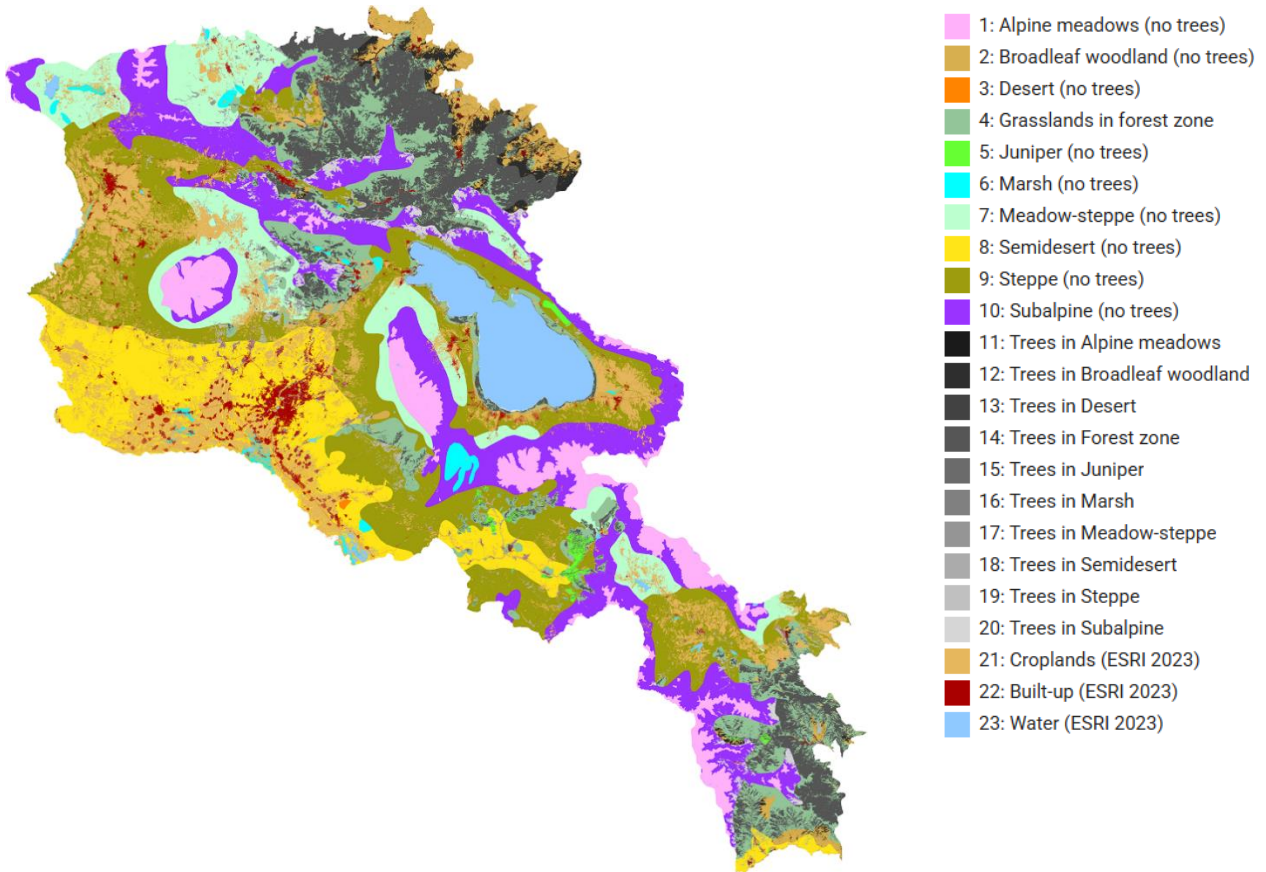 1: Alpine meadows (no trees)
2: Broadleaf woodland (no trees)
3: Desert (no trees)
4: Grasslands in forest zone
5: Juniper (no trees)
6: Marsh (no trees)
7: Meadow-steppe (no trees)
8: Semidesert (no trees)
9: Steppe (no trees)
10: Subalpine (no trees)
11: Trees in Alpine meadows
12: Trees in Broadleaf woodland
13: Trees in Desert
14: Trees in Forest zone
15: Trees in Juniper
16: Trees in Marsh
17: Trees in Meadow-steppe
18: Trees in Semidesert
19: Trees in Steppe
20: Trees in Subalpine
21: Croplands (ESRI 2023)
22: Built-up (ESRI 2023)
23: Water (ESRI 2023)